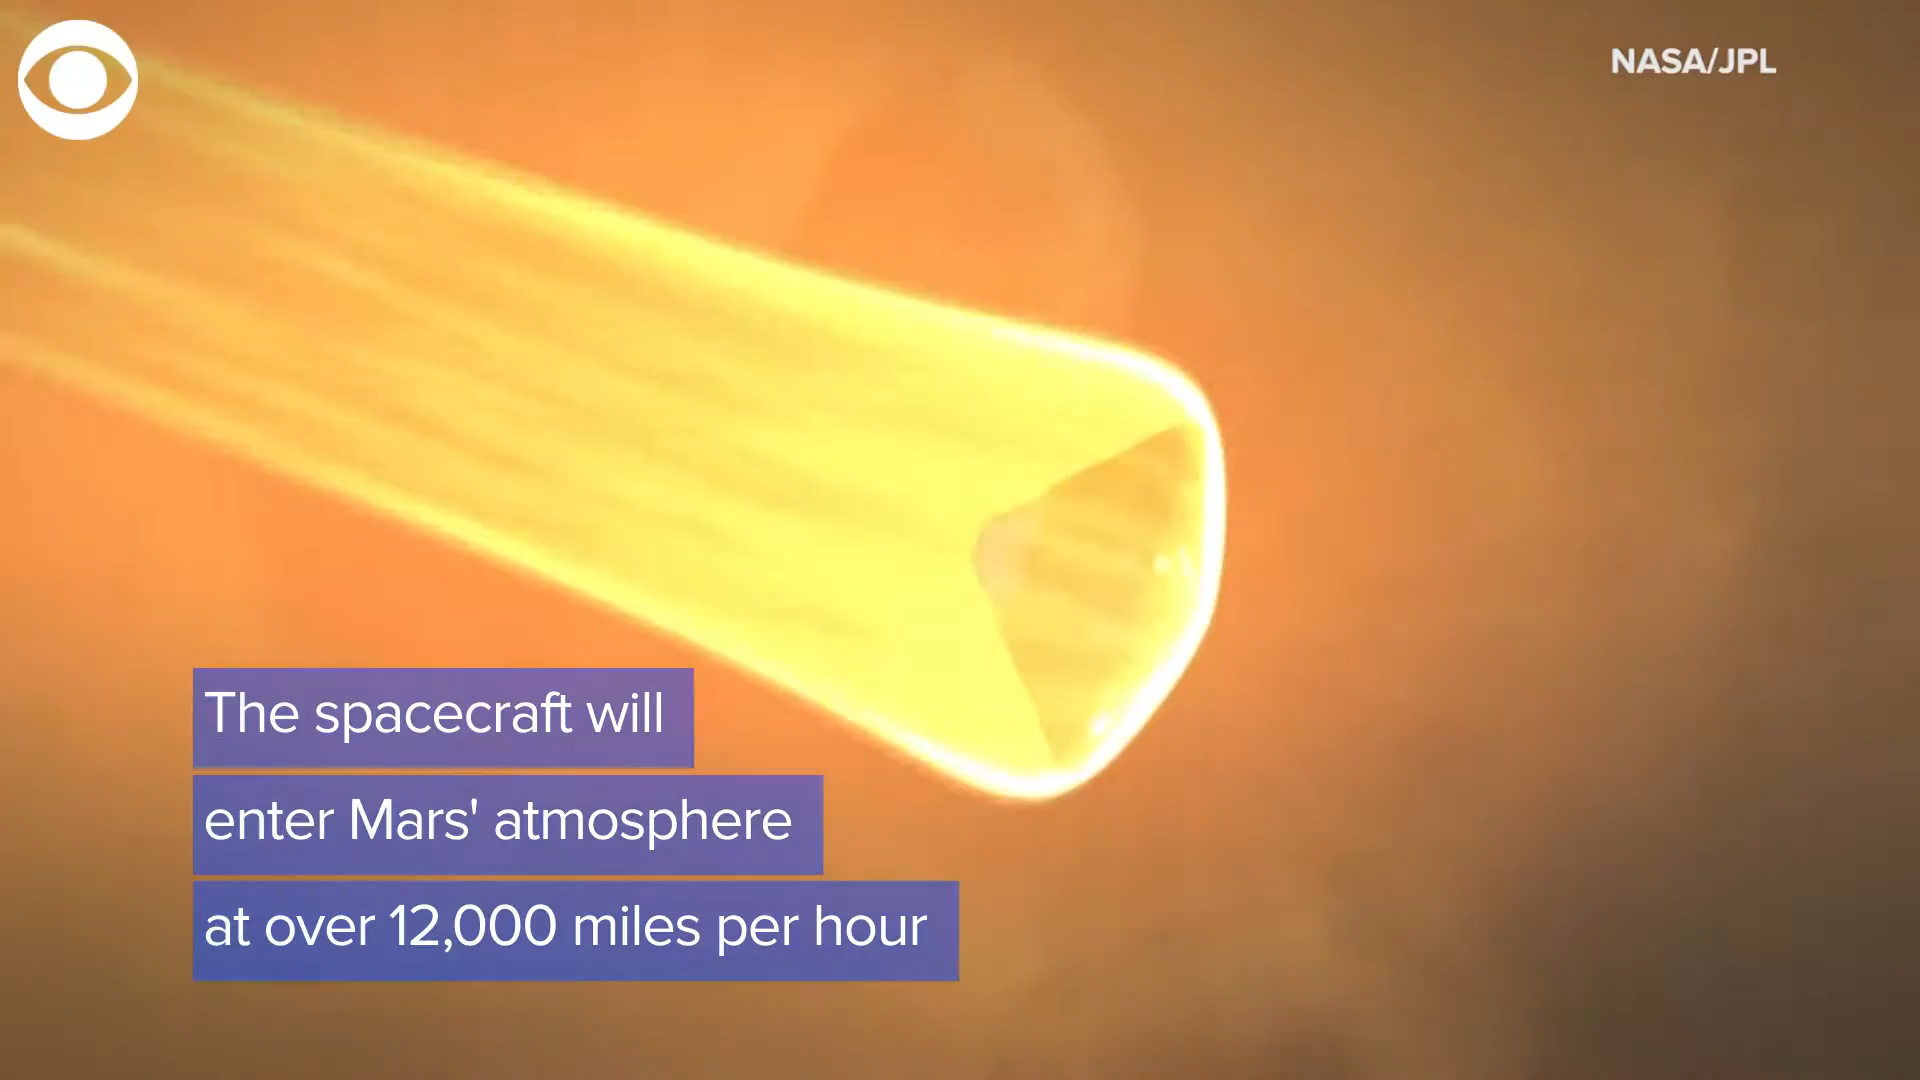 NASA/JPL
The spacecraft will
enter Mars' atmosphere
at over 12,000 miles per hour